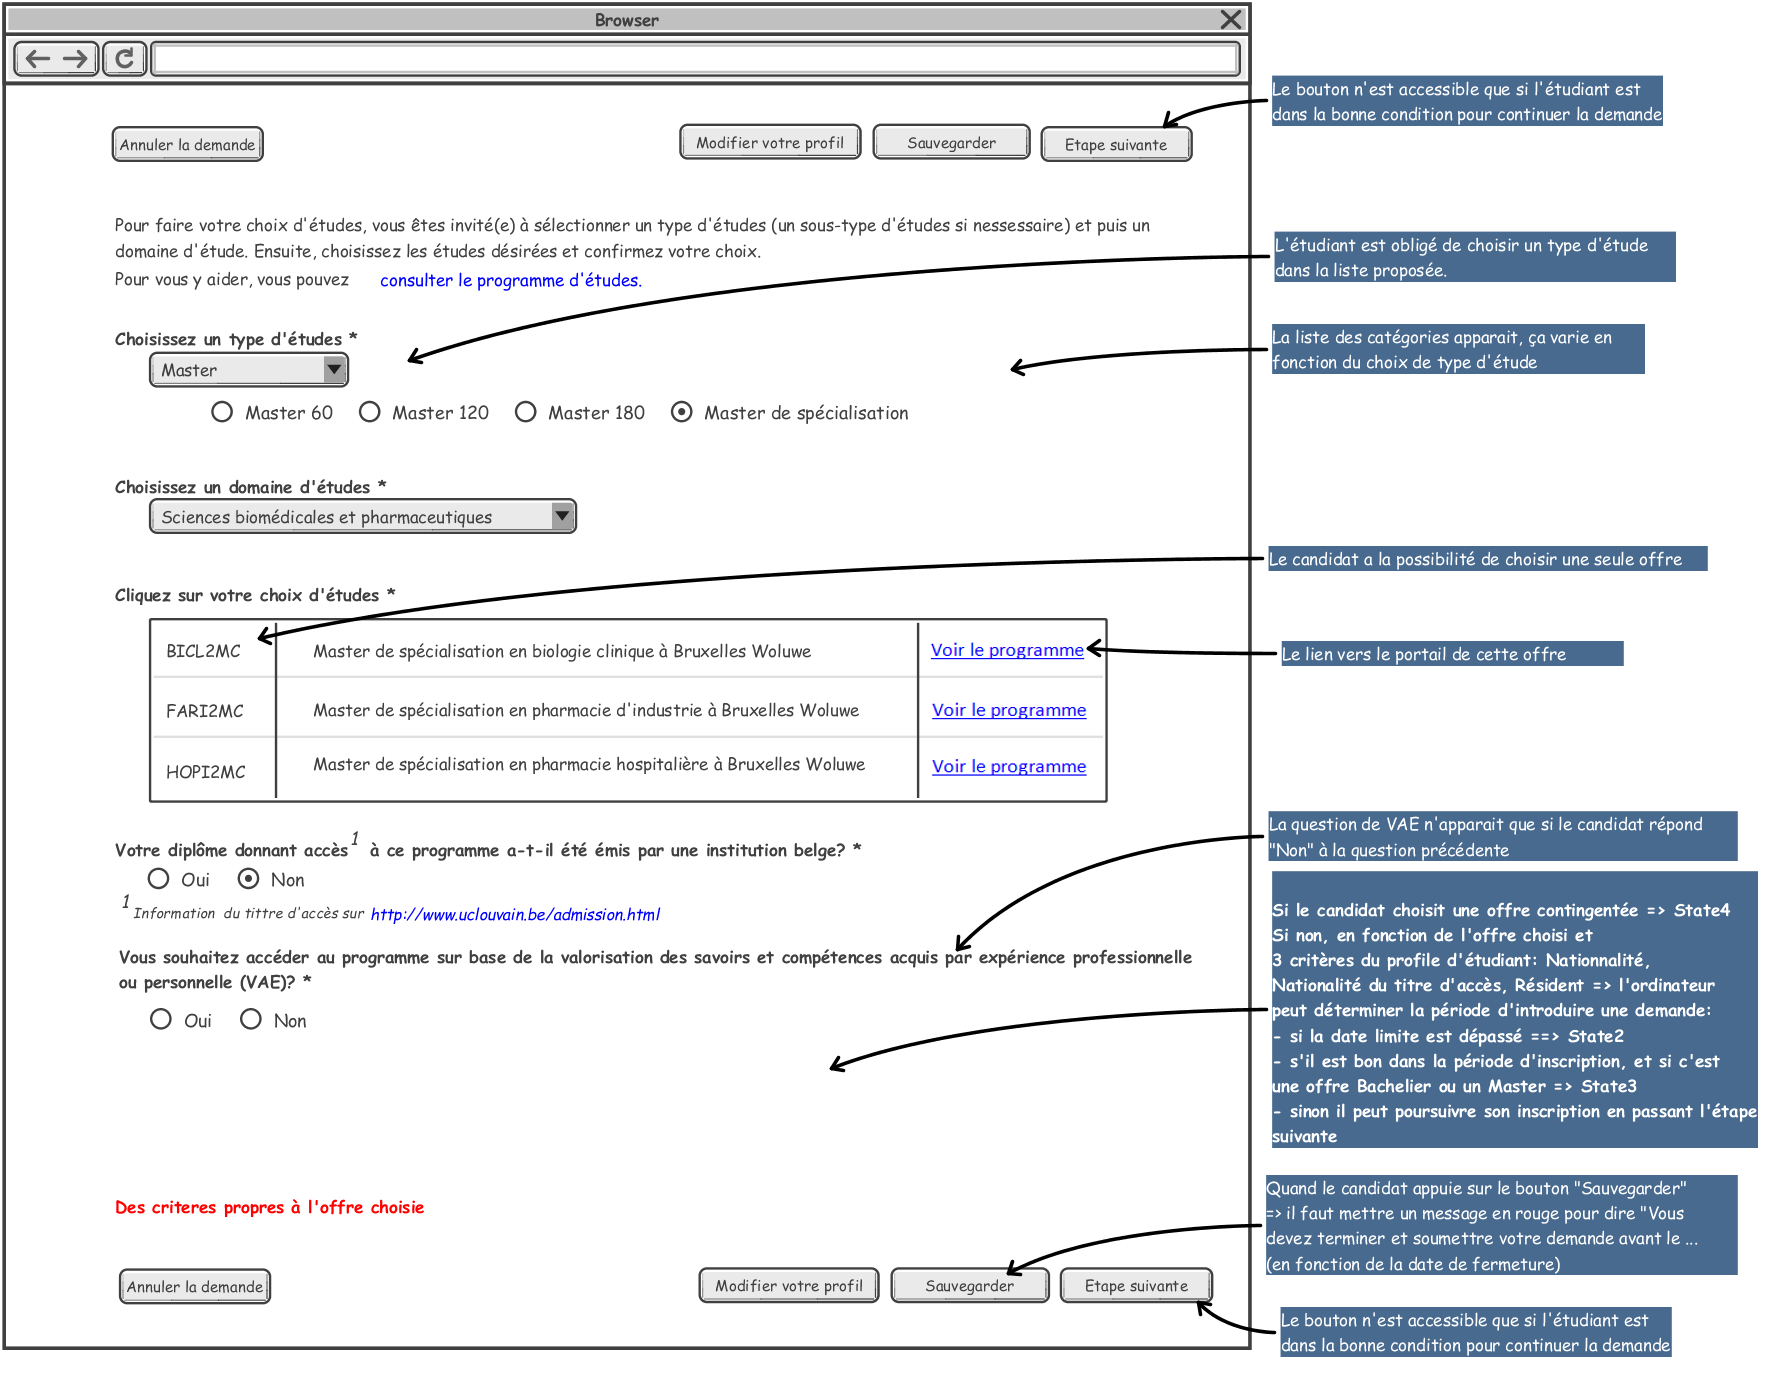 Browser
Le bouton n'est accessible que si l'étudiant est
dans la bonne condition pour continuer la demande
Annuler la demande
Modifier votre profil
Sauvegarder
Etape suivante
Pour faire votre choix d'études, vous êtes invité(e) à sélectionner un type d'études (un sous-type d'études si nessessaire) et puis un
domaine d'étude. Ensuite, choisissez les études désirées et confirmez votre choix.
Pour vous y aider, vous pouvez consulter le programme d'études.
L'étudiant est obligé de choisir un type d'étude
dans la liste proposée.
Choisissez un type d'études *
Master
La liste des catégories apparait, ça varie en
fonction du choix de type d'étude
Master 60
Master 120
Master 180
Master de spécialisation
Choisissez un domaine d'études *
Sciences biomédicales et pharmaceutiques
Le candidat a la possibilité de choisir une seule offre
Cliquez sur votre choix d'études *
BICL2MC
Master de spécialisation en biologie clinique à Bruxelles Woluwe
Voir le programme
Le lien vers le portail de cette offre
FARI2MC
Master de spécialisation en pharmacie d'industrie à Bruxelles Woluwe
Voir le programme
HOPI2MC
Master de spécialisation en pharmacie hospitalière à Bruxelles Woluwe
Voir le programme
Votre diplôme donnant accès 1 à ce programme a-t-il été émis par une institution belge? *
Oui
Non
1 Information du tittre d'accès sur http://www.uclouvain.be/admission.html
La question de VAE n'apparait que si le candidat répond
"Non" à la question précédente
Vous souhaitez accéder au programme sur base de la valorisation des savoirs et compétences acquis par expérience professionnelle
ou personnelle (VAE)? *
Oui
Non
Si le candidat choisit une offre contingentée => State4
Si non, en fonction de l'offre choisi et
3 critères du profile d'étudiant: Nationnalité,
Nationalité du titre d'accès, Résident => l'ordinateur
peut déterminer la période d'introduire une demande:
- si la date limite est dépassé ==> State2
- s'il est bon dans la période d'inscription, et si c'est
une offre Bachelier ou un Master => State3
- sinon il peut poursuivre son inscription en passant l'étape
suivante
Des criteres propres à l'offre choisie
Quand le candidat appuie sur le bouton "Sauvegarder"
=> il faut mettre un message en rouge pour dire "Vous
devez terminer et soumettre votre demande avant le ...
(en fonction de la date de fermeture)
Annuler la demande
Modifier votre profil
Sauvegarder
Etape suivante
Le bouton n'est accessible que si l'étudiant est
dans la bonne condition pour continuer la demande